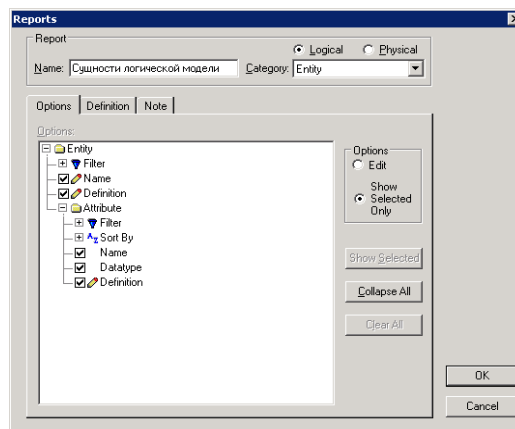 Reports
Report
Logical Physical
Name: Сущности логической модели Category: Entity
Options Definition Note
Options:
Entity
Filter
Name
Definition
Attribute
Filter
Sort By
Name
Datatype
Definition
Options
Edit
Show
Selected
Only
Show Selected
Collapse All
Clear All
OK
Cancel